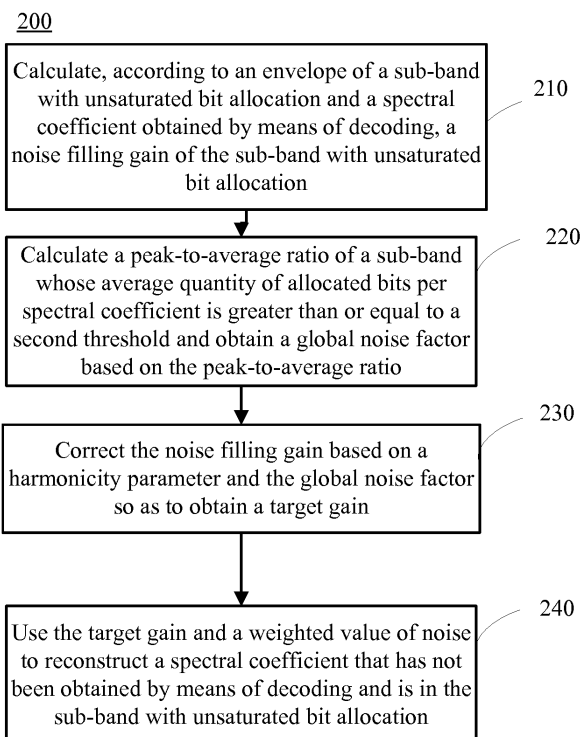 200
Calculate, according to an envelope of a sub-band
with unsaturated bit allocation and a spectral
coefficient obtained by means of decoding, a
noise filling gain of the sub-band with unsaturated
bit allocation
210
Calculate a peak-to-average ratio of a sub-band
whose average quantity of allocated bits per
spectral coefficient is greater than or equal to a
second threshold and obtain a global noise factor
based on the peak-to-average ratio
220
Correct the noise filling gain based on a
harmonicity parameter and the global noise factor
so as to obtain a target gain
230
Use the target gain and a weighted value of noise
to reconstruct a spectral coefficient that has not
been obtained by means of decoding and is in the
sub-band with unsaturated bit allocation
240